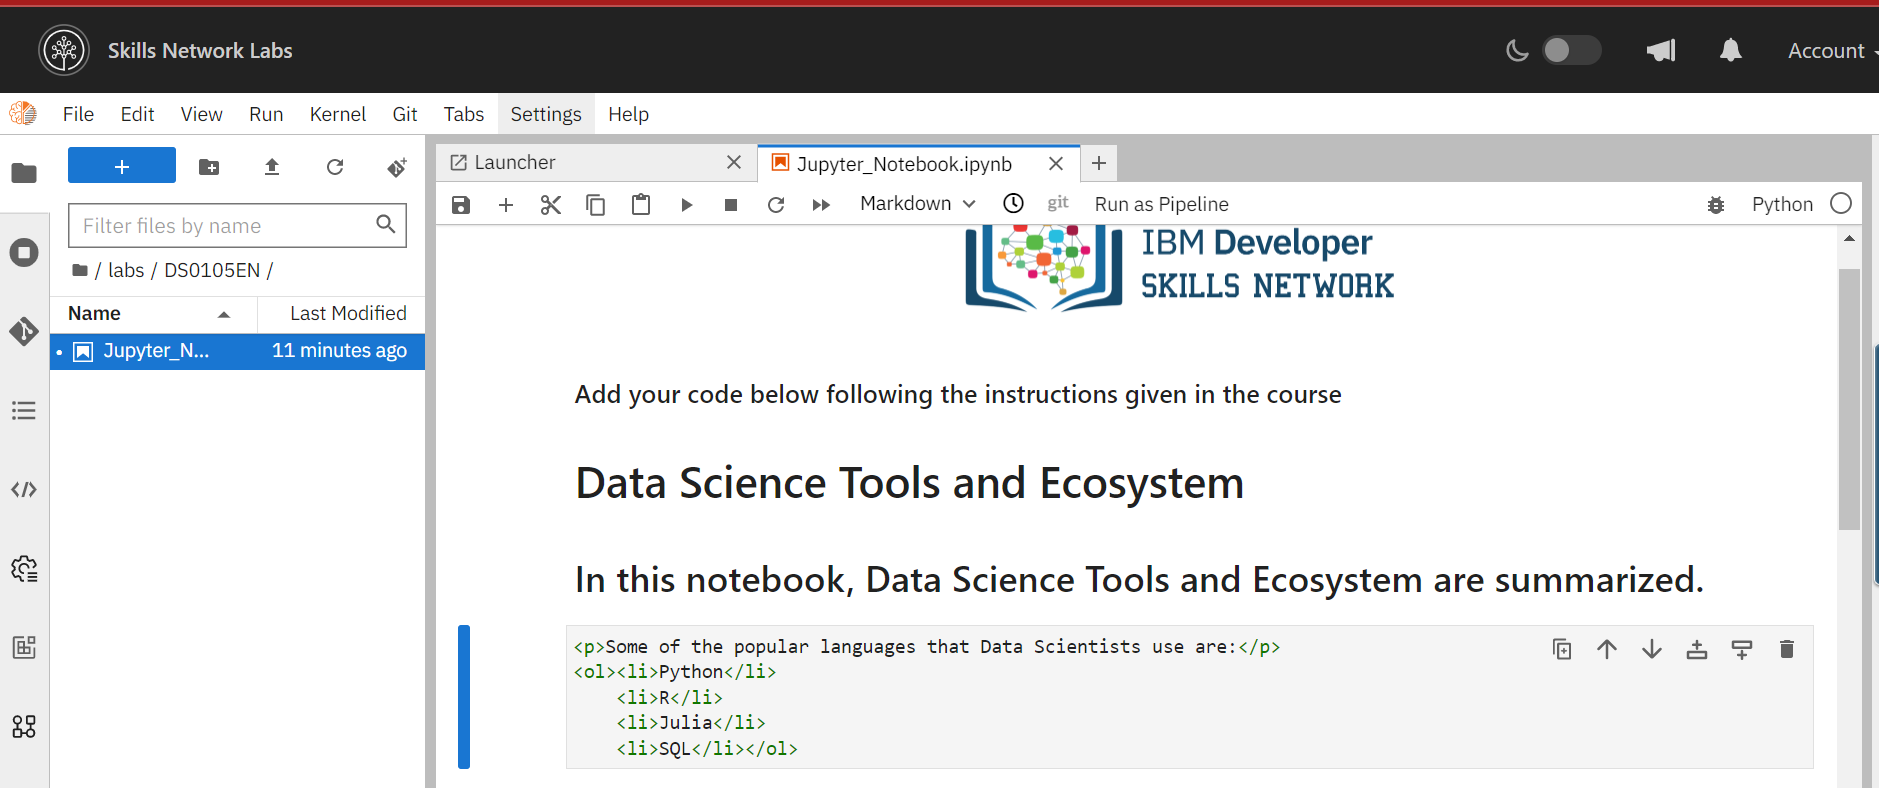 Skills Network Labs
Account
File Edit View Run Kernel Git Tabs Settings Help
Launcher
Jupyter_Notebook.ipynb
Markdown
git
Run as Pipeline
Python
Filter files by name
/ labs / DS0105EN /
Name Last Modified
Jupyter_N... 11 minutes ago
IBM Developer
SKILLS NETWORK
Add your code below following the instructions given in the course
Data Science Tools and Ecosystem
In this notebook, Data Science Tools and Ecosystem are summarized.
<p>Some of the popular languages that Data Scientists use are:</p>
<ol><li>Python</li>
    <li>R</li>
    <li>Julia</li>
    <li>SQL</li></ol>